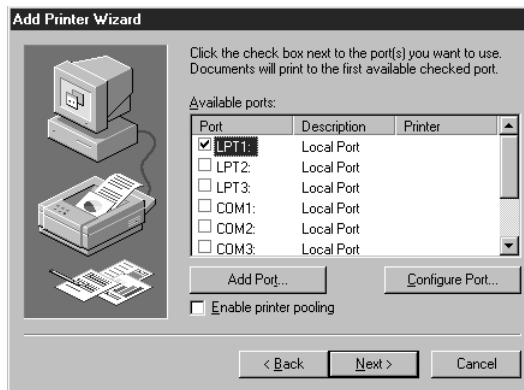 Add Printer Wizard
Click the check box next to the port(s) you want to use.
Documents will print to the first available checked port.
Available ports:
Port Description Printer
LPT1: Local Port
LPT2: Local Port
LPT3: Local Port
COM1: Local Port
COM2: Local Port
COM3: Local Port
Add Port... Configure Port...
Enable printer pooling
< Back Next > Cancel